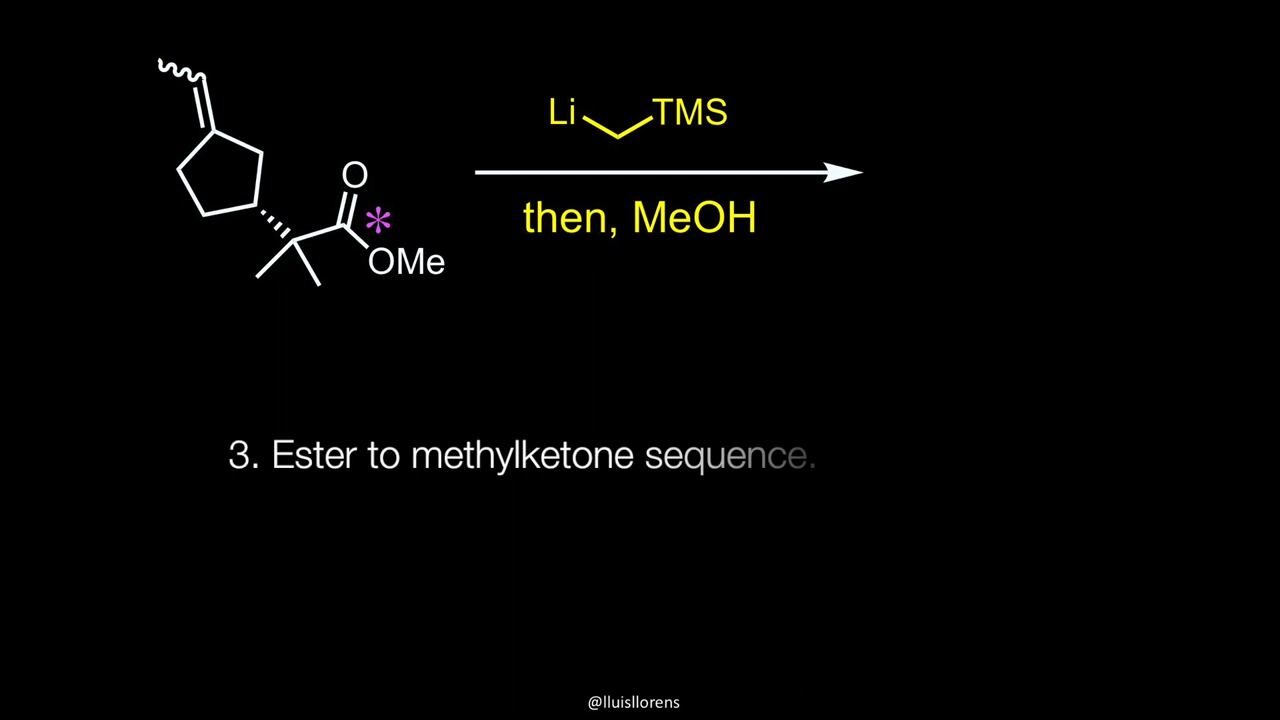 Li TMS
O
*
then, MeOH
OMe
3. Ester to methylketone sequence.
@lluisllorens